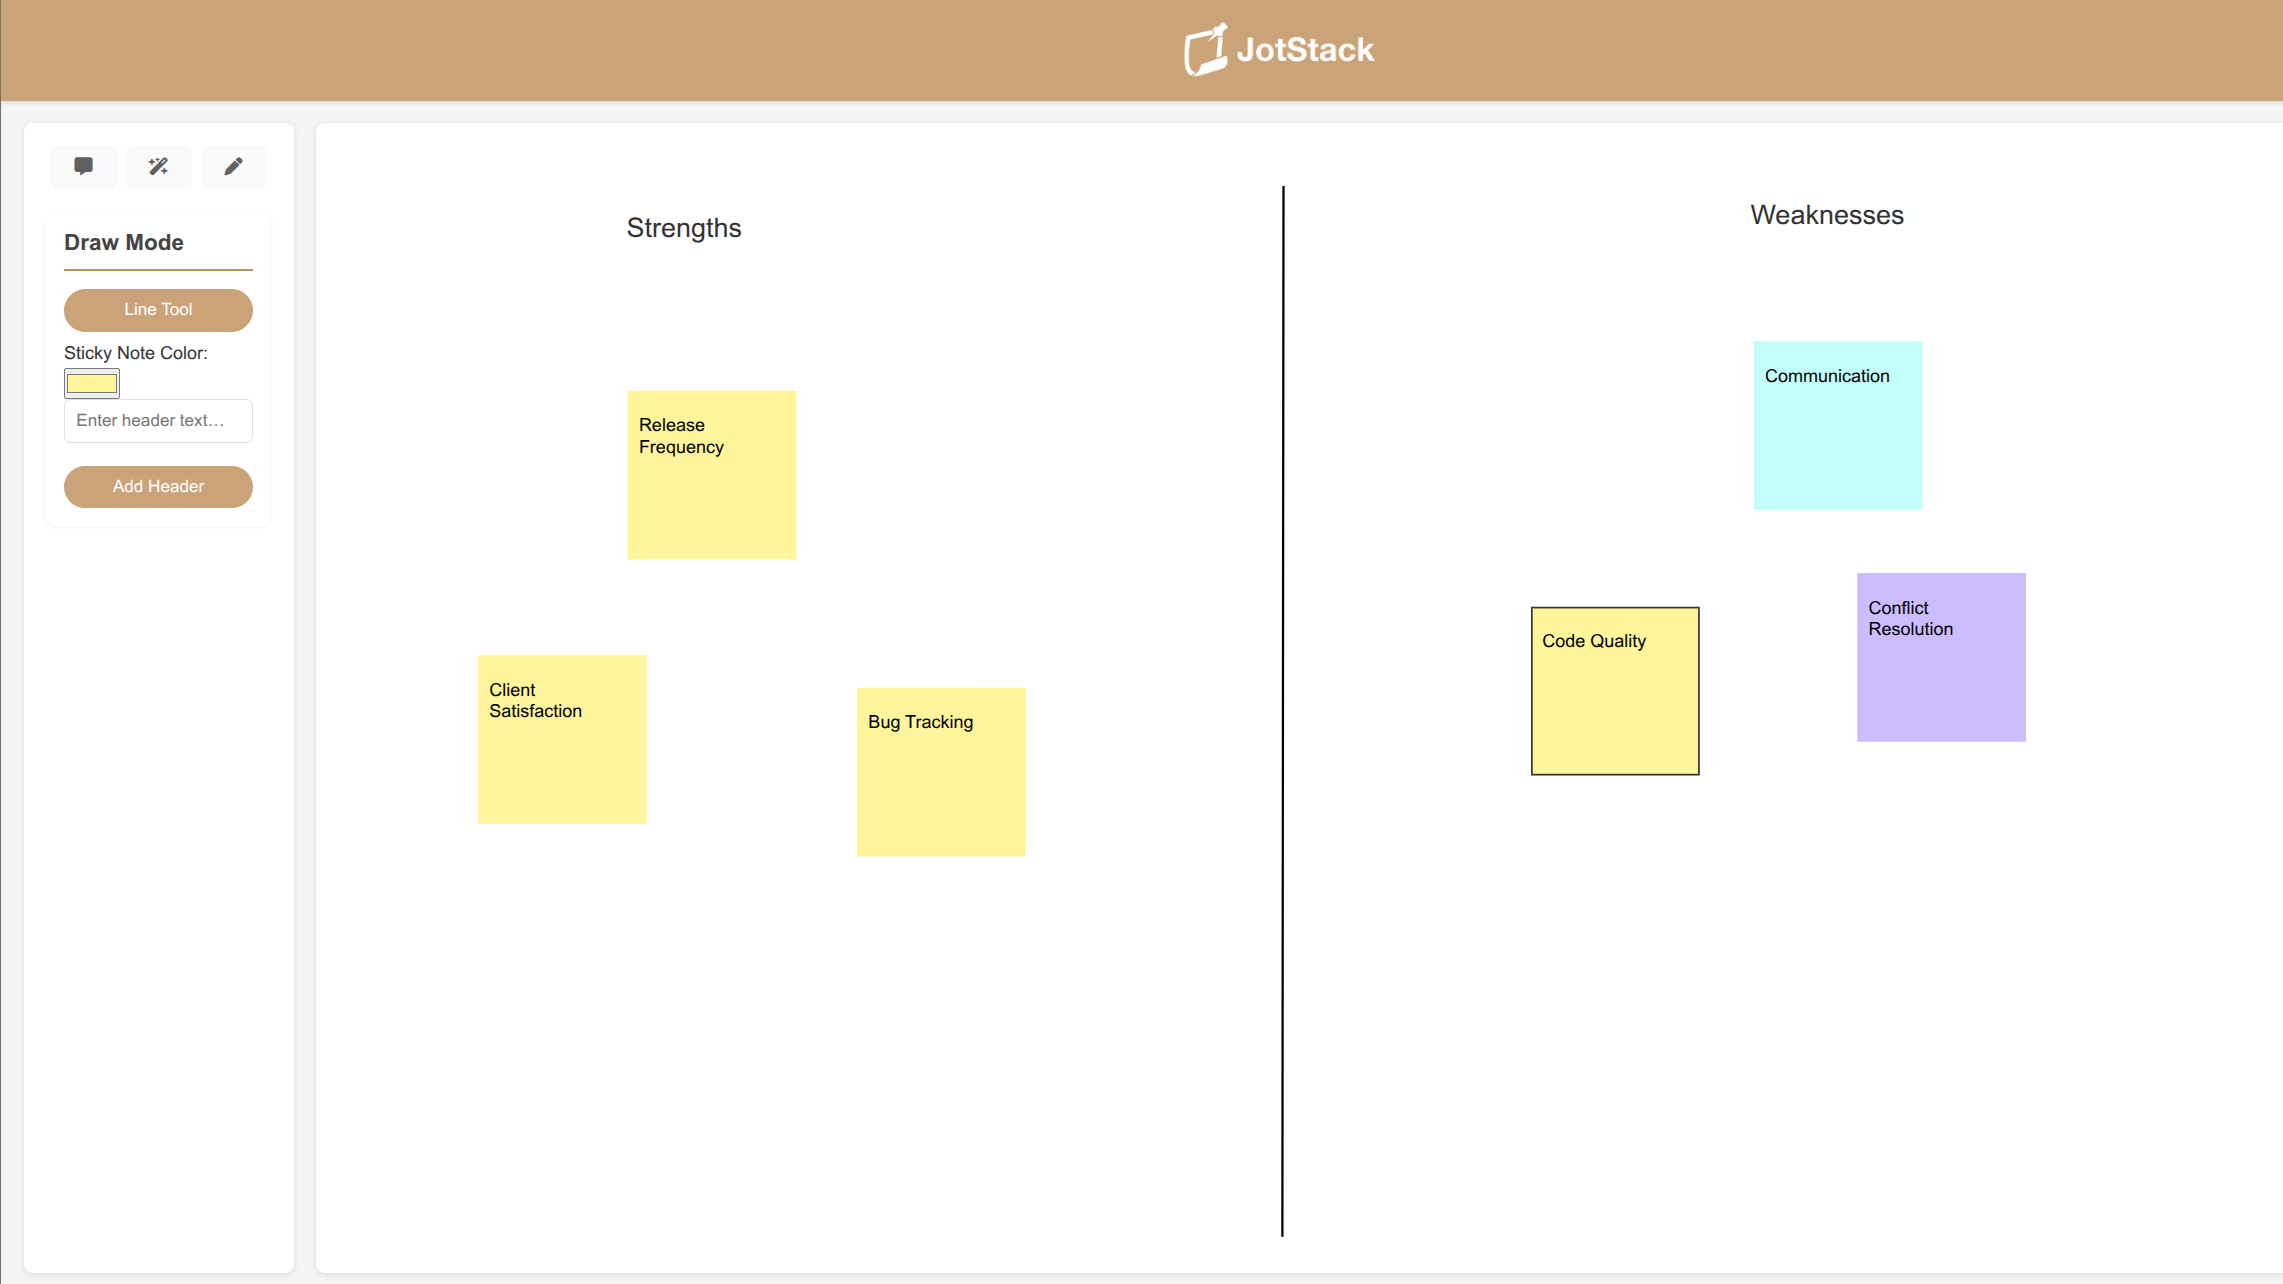 JotStack
Draw Mode
Line Tool
Sticky Note Color:
Enter header text...
Add Header
Strengths
Release
Frequency
Client
Satisfaction
Bug Tracking
Weaknesses
Communication
Code Quality
Conflict
Resolution